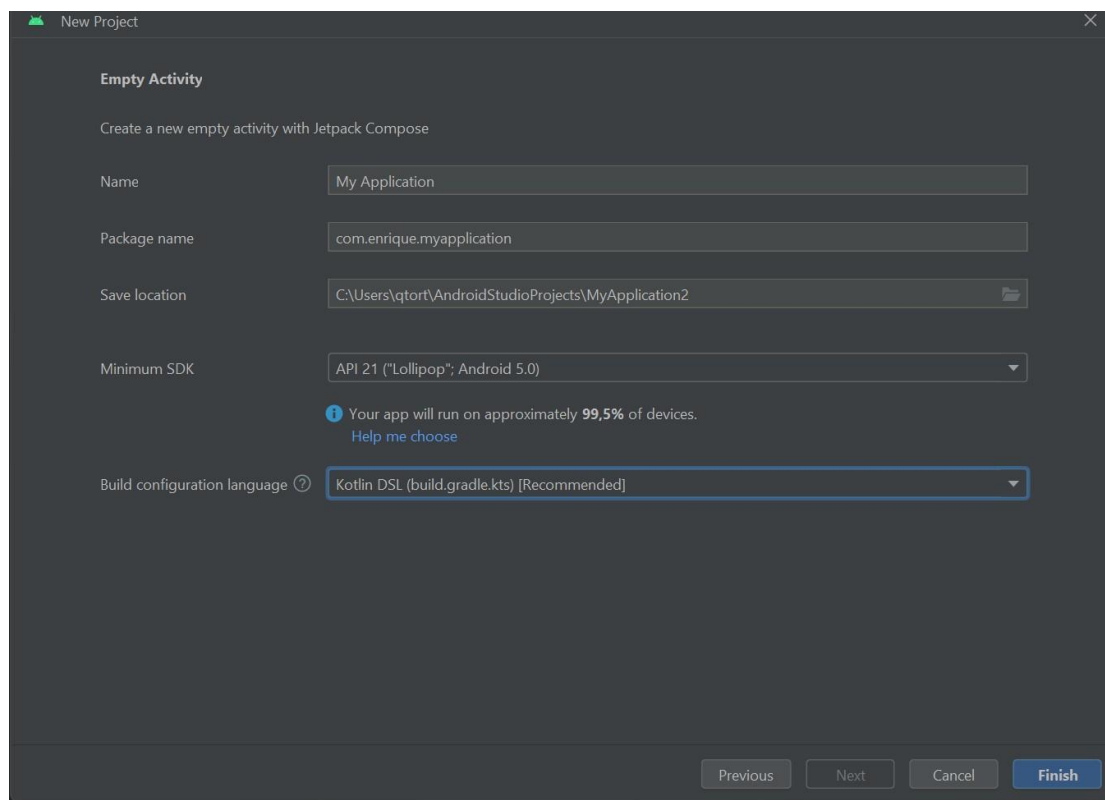 New Project
Empty Activity
Create a new empty activity with Jetpack Compose
Name My Application
Package name com.enrique.myapplication
Save location C:\Users\qtort\AndroidStudioProjects\MyApplication2
Minimum SDK API 21 ("Lollipop"; Android 5.0)
Your app will run on approximately 99,5% of devices.
Help me choose
Build configuration language Kotlin DSL (build.gradle.kts) [Recommended]
Previous Next Cancel Finish